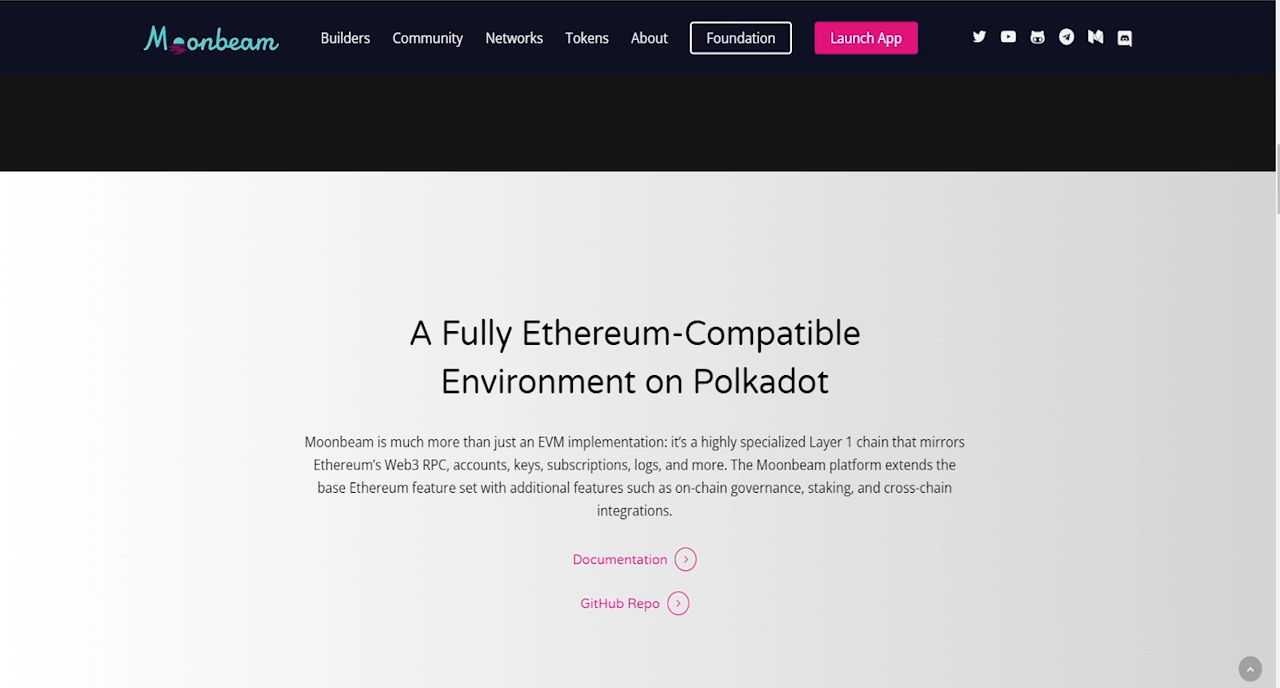 Moonbeam Builders Community Networks Tokens About Foundation Launch App
A Fully Ethereum-Compatible
Environment on Polkadot
Moonbeam is much more than just an EVM implementation: it's a highly specialized Layer 1 chain that mirrors
Ethereum's Web3 RPC, accounts, keys, subscriptions, logs, and more. The Moonbeam platform extends the
base Ethereum feature set with additional features such as on-chain governance, staking, and cross-chain
integrations.
Documentation
GitHub Repo